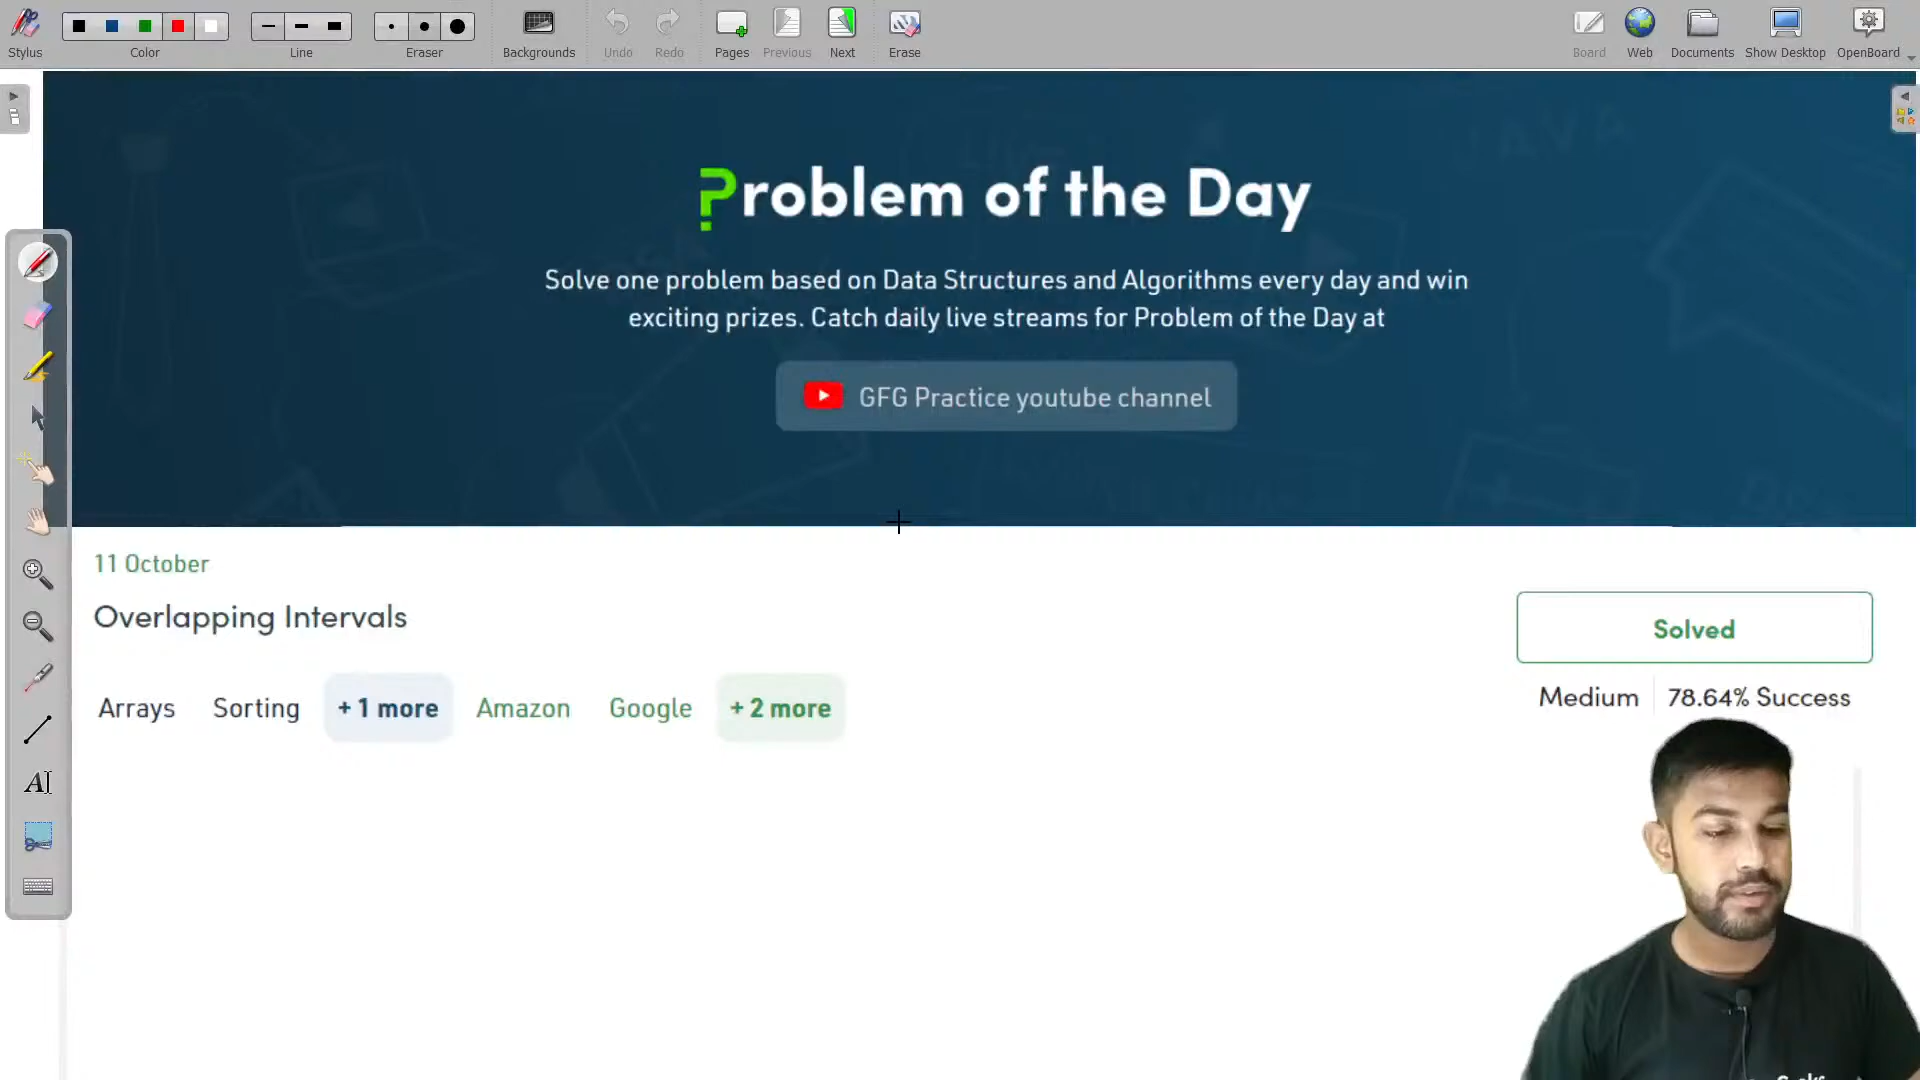 Stylus
Color
Line
Eraser
Backgrounds
Undo
Redo
Pages
Previous
Next
Erase
Board
Web
Documents
Show Desktop
OpenBoard
Problem of the Day
Solve one problem based on Data Structures and Algorithms every day and win
exciting prizes. Catch daily live streams for Problem of the Day at
GFG Practice youtube channel
11 October
Overlapping Intervals
Solved
Arrays
Sorting
+ 1 more
Amazon
Google
+ 2 more
Medium
78.64% Success
JAVA